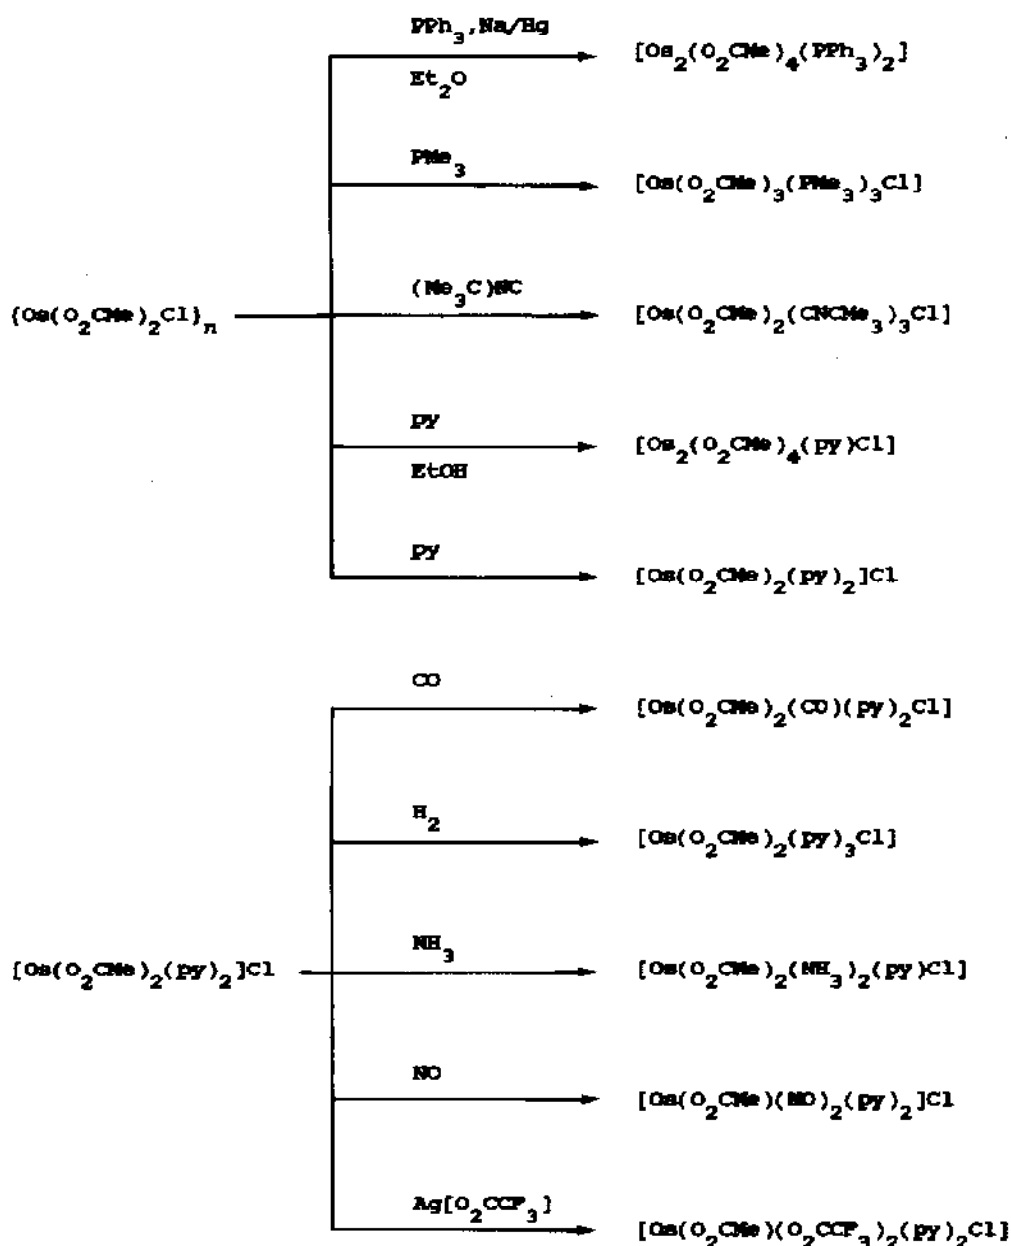 PPh₃,Na/Hg
Et₂O
[Os₂(O₂CMe)₄(PPh₃)₂]
PMe₃
[Os(O₂CMe)₃(PMe₃)₃Cl]
{Os(O₂CMe)₂Cl}ₙ
(Me₃C)NC
[Os(O₂CMe)₂(CNCMe₃)₃Cl]
py
EtOH
[Os₂(O₂CMe)₄(py)Cl]
py
[Os(O₂CMe)₂(py)₂]Cl
CO
[Os(O₂CMe)₂(CO)(py)₂Cl]
H₂
[Os(O₂CMe)₂(py)₃Cl]
[Os(O₂CMe)₂(py)₂]Cl
NH₃
[Os(O₂CMe)₂(NH₃)₂(py)Cl]
NO
[Os(O₂CMe)(NO)₂(py)₂]Cl
Ag[O₂CCF₃]
[Os(O₂CMe)(O₂CCF₃)₂(py)₂Cl]